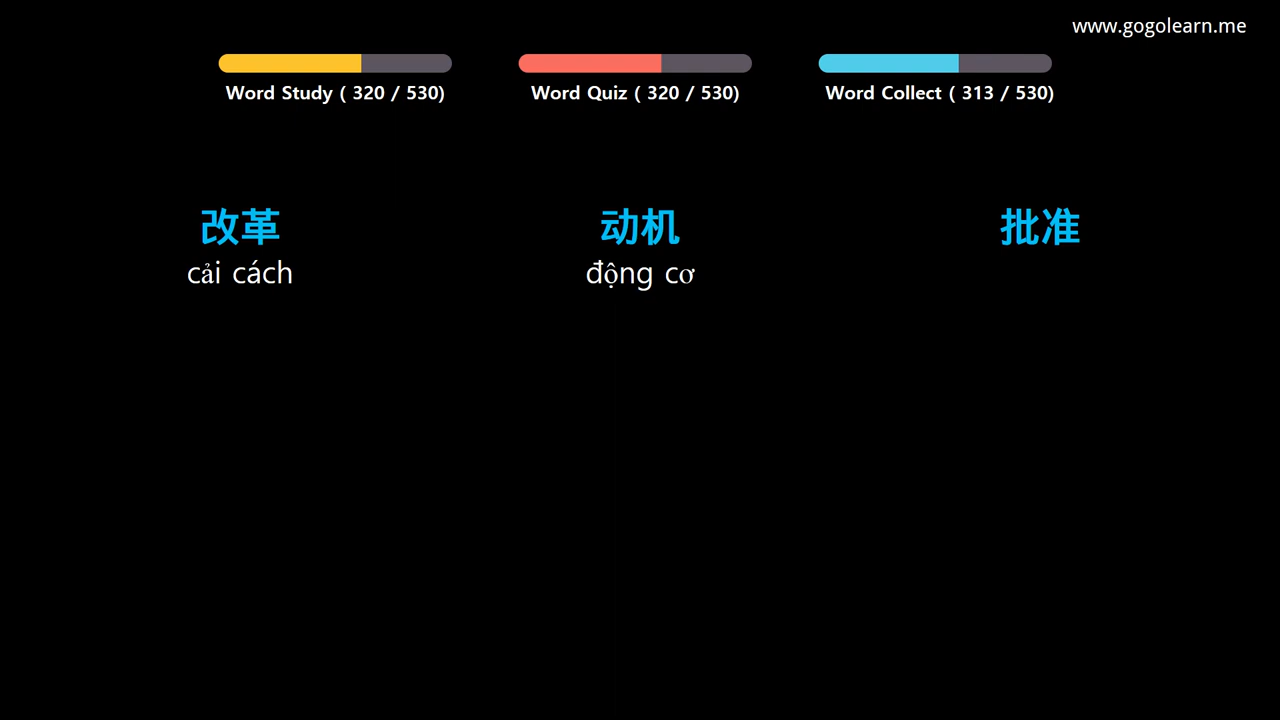 www.gogolearn.me
Word Study ( 320 / 530)
Word Quiz ( 320 / 530)
Word Collect ( 313 / 530)
改革
动机
批准
cải cách
động cơ